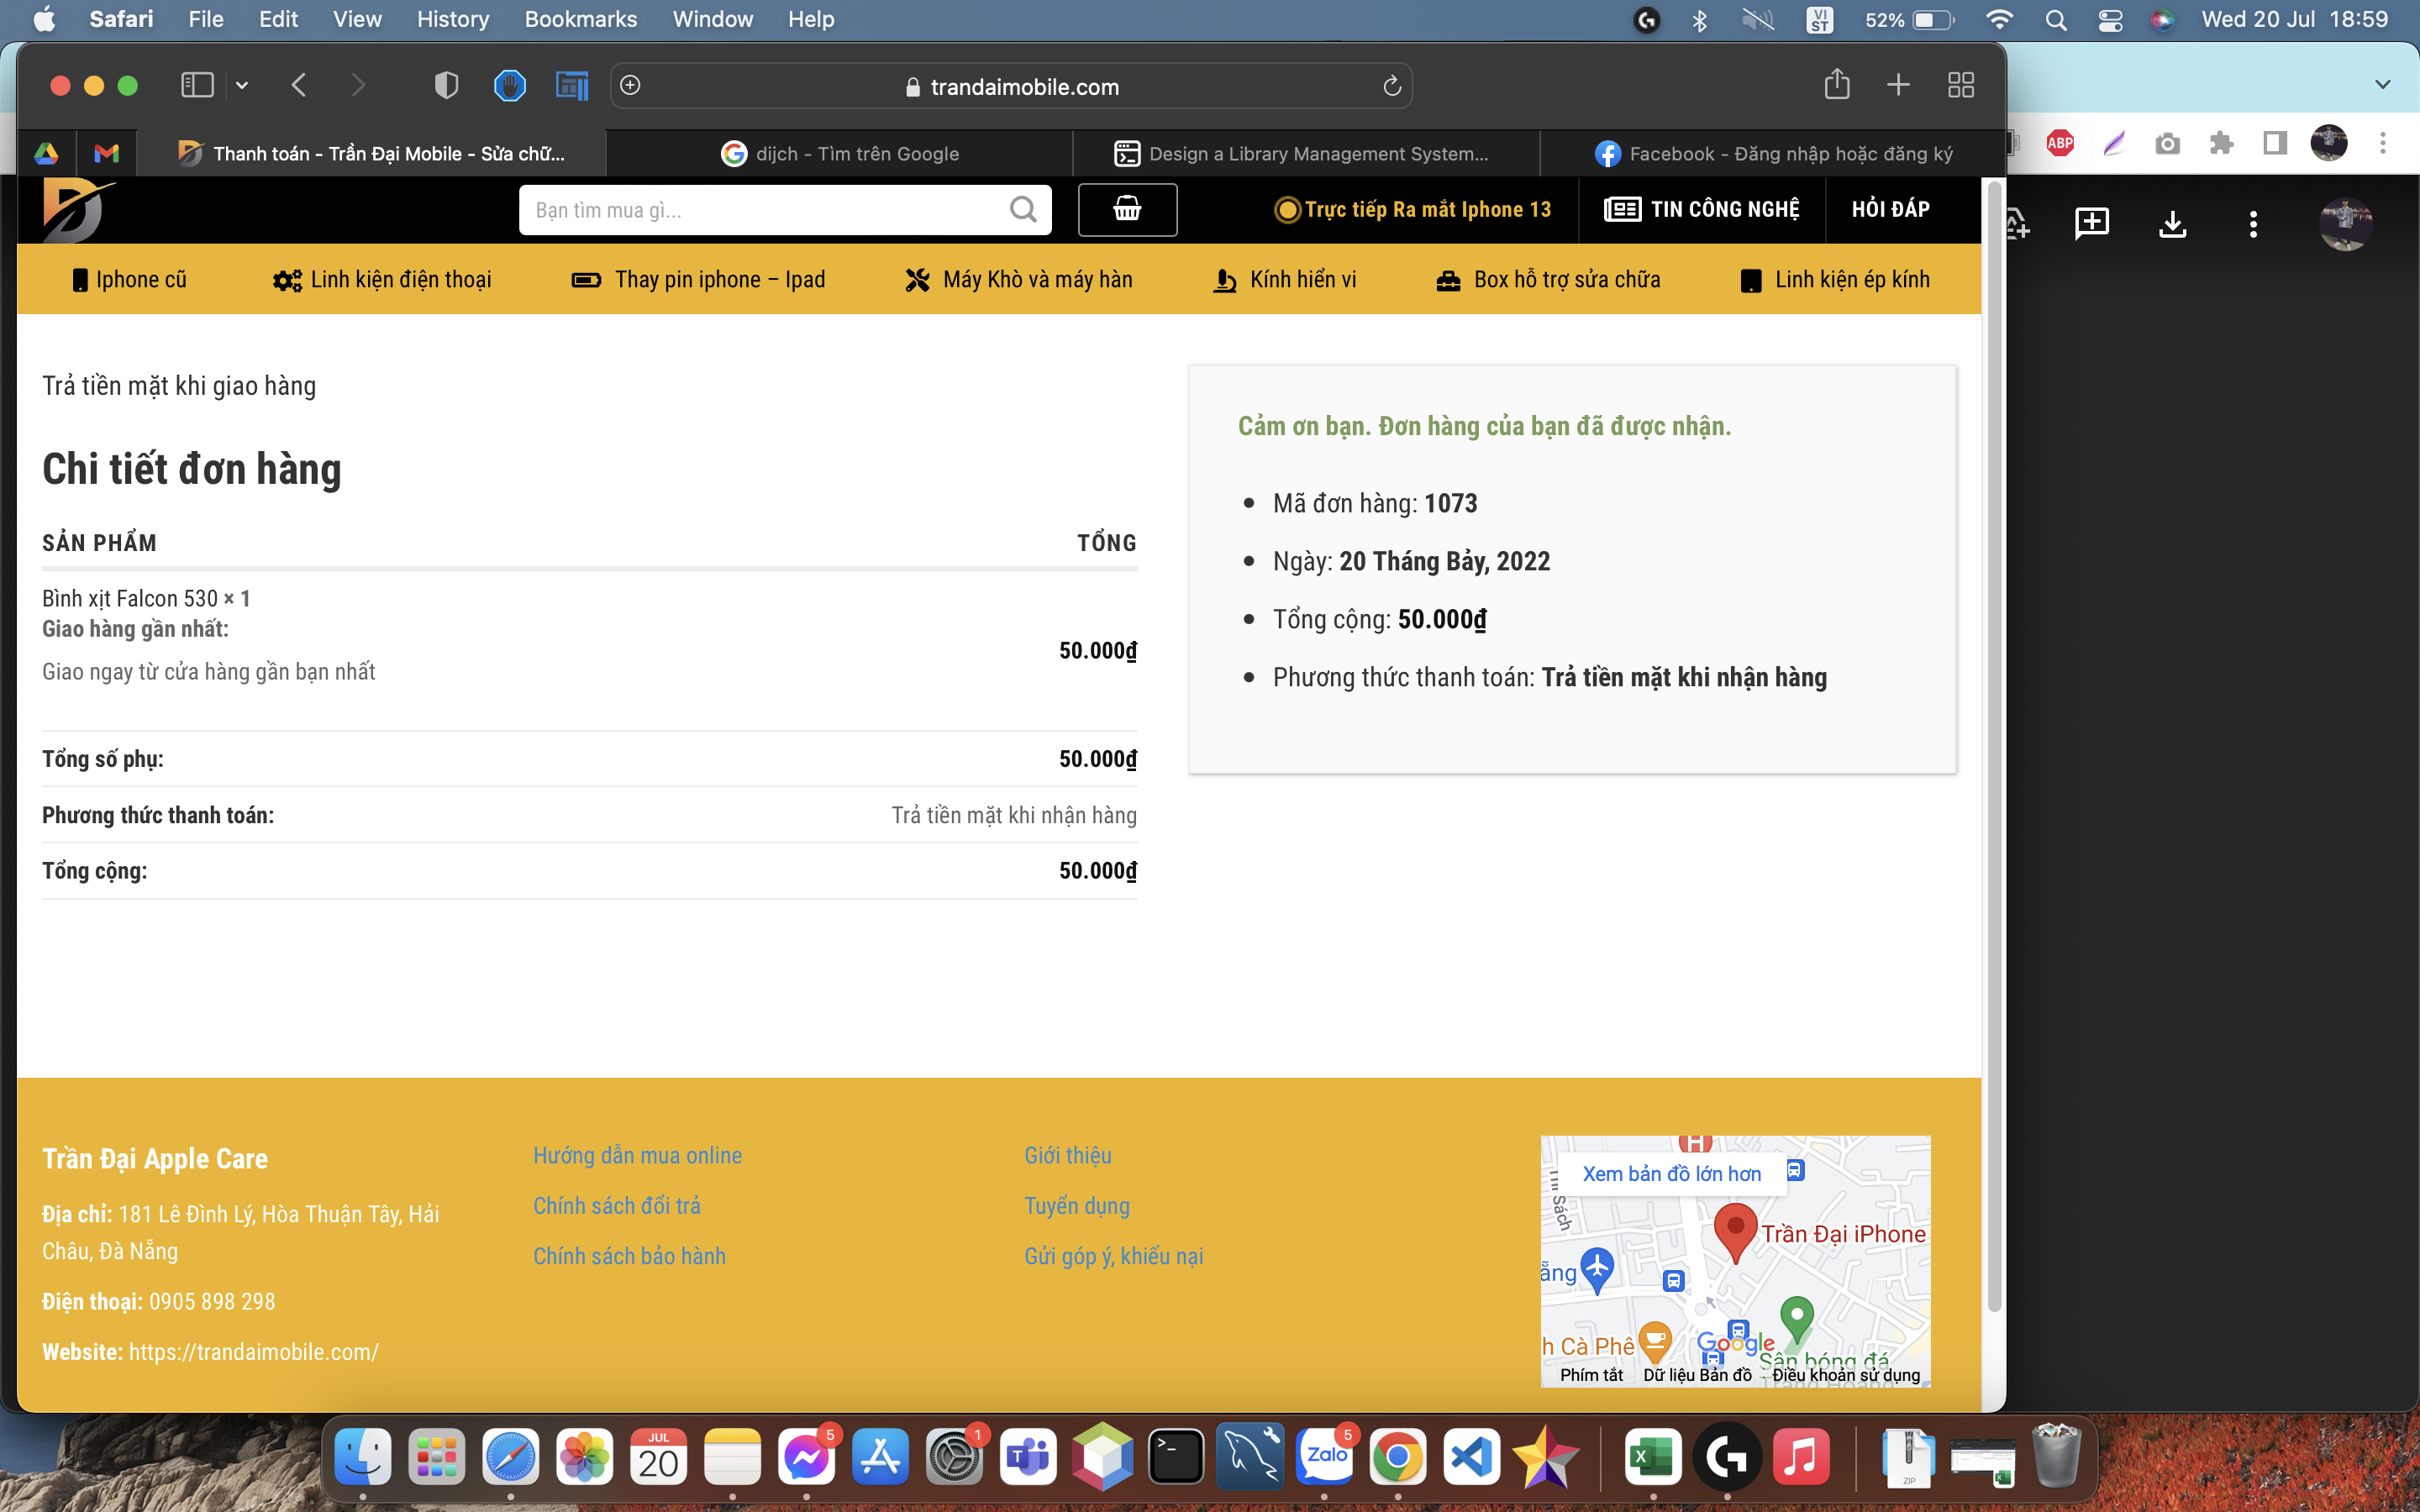 Safari File Edit View History Bookmarks Window Help
VI
ST
52%
Wed 20 Jul 18:59
trandaimobile.com
Thanh toán - Trần Đại Mobile - Sửa chữ...
dijch - Tìm trên Google
Design a Library Management System...
Facebook - Đăng nhập hoặc đăng ký
ABP
Bạn tìm mua gì...
Trực tiếp Ra mắt Iphone 13
TIN CÔNG NGHỆ
HỎI ĐÁP
Iphone cũ
Linh kiện điện thoại
Thay pin iphone – Ipad
Máy Khò và máy hàn
Kính hiển vi
Box hỗ trợ sửa chữa
Linh kiện ép kính
Trả tiền mặt khi giao hàng
Chi tiết đơn hàng
SẢN PHẨM TỔNG
Bình xịt Falcon 530 × 1
Giao hàng gần nhất:
Giao ngay từ cửa hàng gần bạn nhất
50.000₫
Tổng số phụ: 50.000₫
Phương thức thanh toán: Trả tiền mặt khi nhận hàng
Tổng cộng: 50.000₫
Cảm ơn bạn. Đơn hàng của bạn đã được nhận.
Mã đơn hàng: 1073
Ngày: 20 Tháng Bảy, 2022
Tổng cộng: 50.000₫
Phương thức thanh toán: Trả tiền mặt khi nhận hàng
Trần Đại Apple Care
Địa chỉ: 181 Lê Đình Lý, Hòa Thuận Tây, Hải
Châu, Đà Nẵng
Điện thoại: 0905 898 298
Website: https://trandaimobile.com/
Hướng dẫn mua online
Chính sách đổi trả
Chính sách bảo hành
Giới thiệu
Tuyển dụng
Gửi góp ý, khiếu nại
Xem bản đồ lớn hơn
Sách
Trần Đại iPhone
ẵng
h Cà Phê
Google
Sân bóng đá
Phím tắt
Dữ liệu Bản đồ
Điều khoản sử dụng
JUL
20
5
1
Zalo
5
ZIP